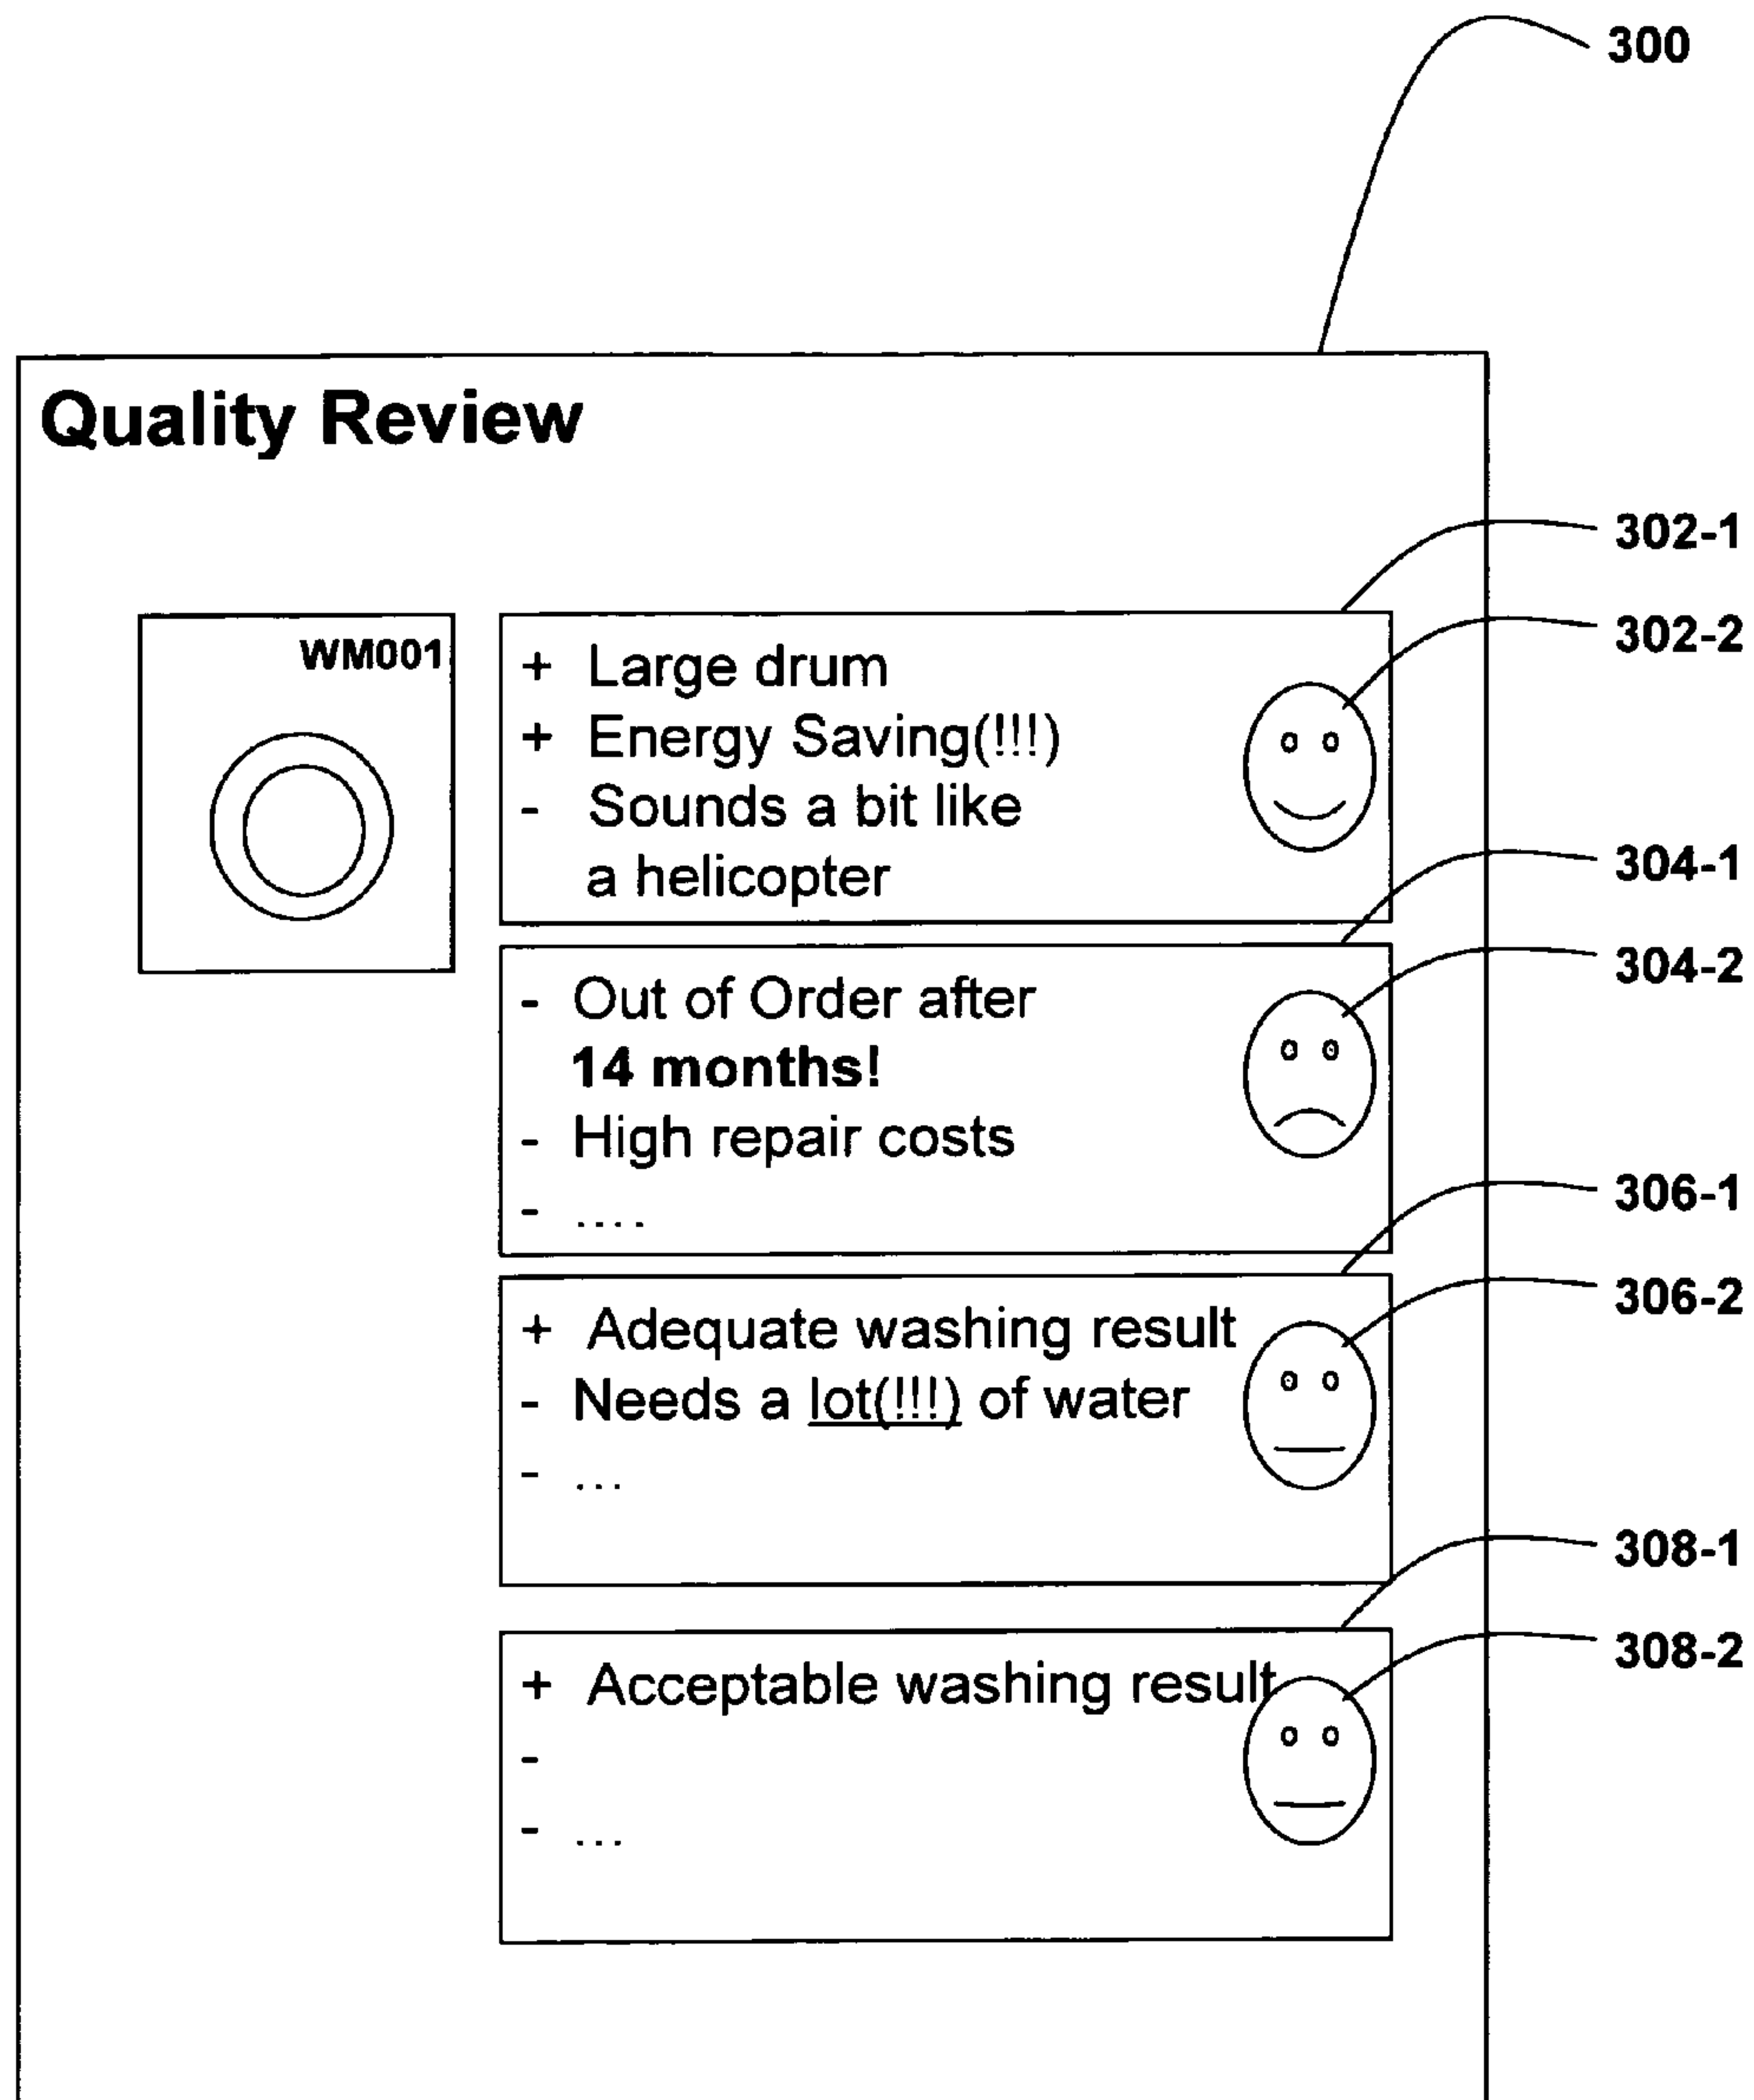 300
Quality Review
302-1
302-2
WM001
+ Large drum
+ Energy Saving(!!!)
- Sounds a bit like
a helicopter
304-1
304-2
- Out of Order after
14 months!
- High repair costs
- ....
306-1
306-2
+ Adequate washing result
- Needs a lot(!!!) of water
- ...
308-1
308-2
+ Acceptable washing result
-
- ...